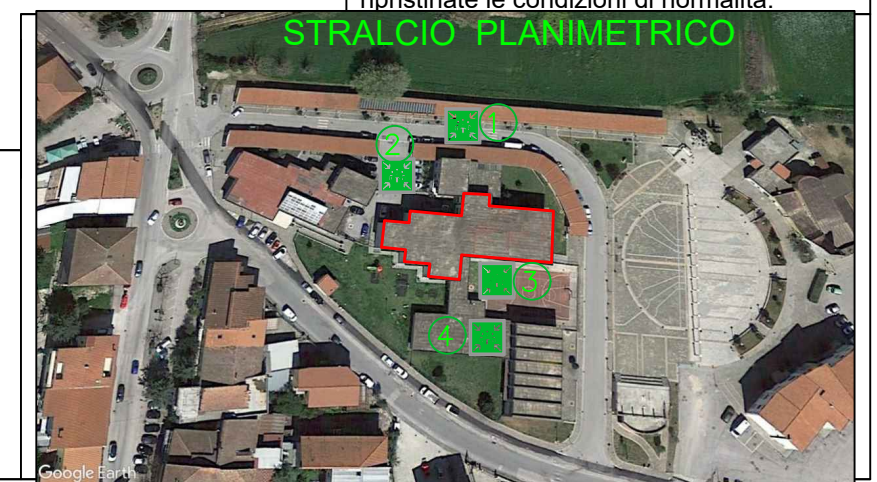 ripristinate le condizioni di normalità.
STRALCIO PLANIMETRICO
1
2
3
4
Google Earth